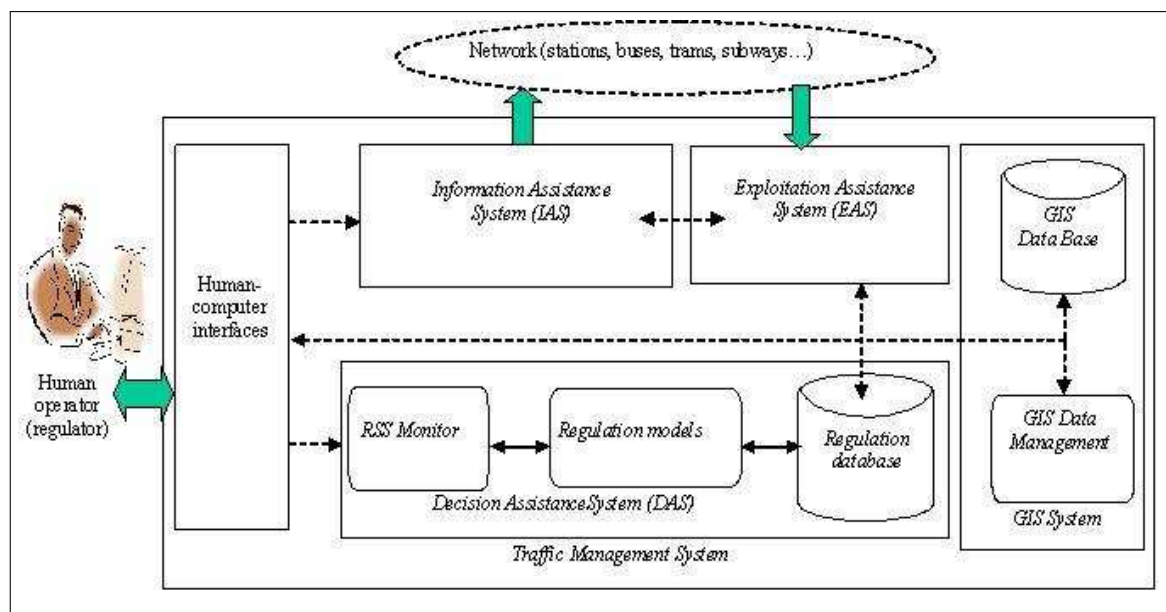 Network (stations, buses, trams, subways…)
Information Assistance
System (IAS)
Exploitation Assistance
System (EAS)
GIS
Data Base
Human-
computer
interfaces
Human
operator
(regulator)
RSS Monitor
Regulation models
Regulation
database
GIS Data
Management
Decision AssistanceSystem (DAS)
GIS System
Traffic Management System